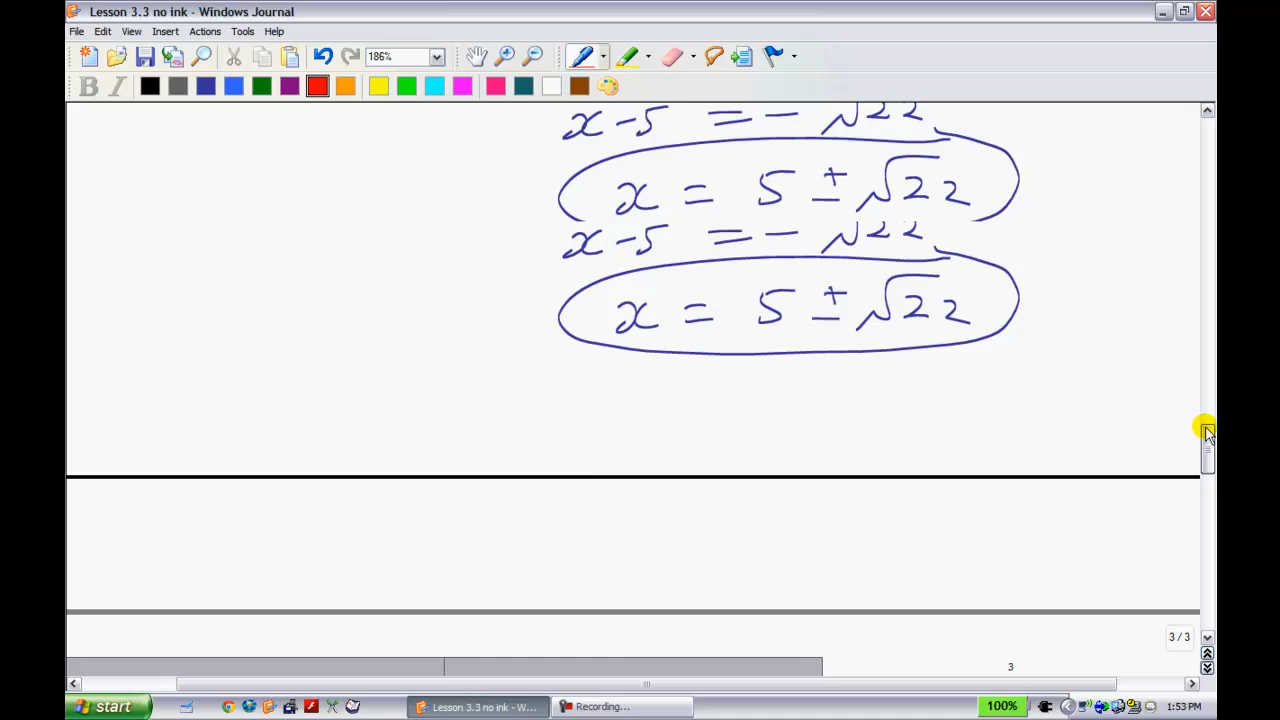 Lesson 3.3 no ink - Windows Journal
File Edit View Insert Actions Tools Help
186%
B I
x - 5 = - √22
x = 5 ± √22
x - 5 = - √22
x = 5 ± √22
3 / 3
3
start
Lesson 3.3 no ink - W...
Recording...
100%
1:53 PM